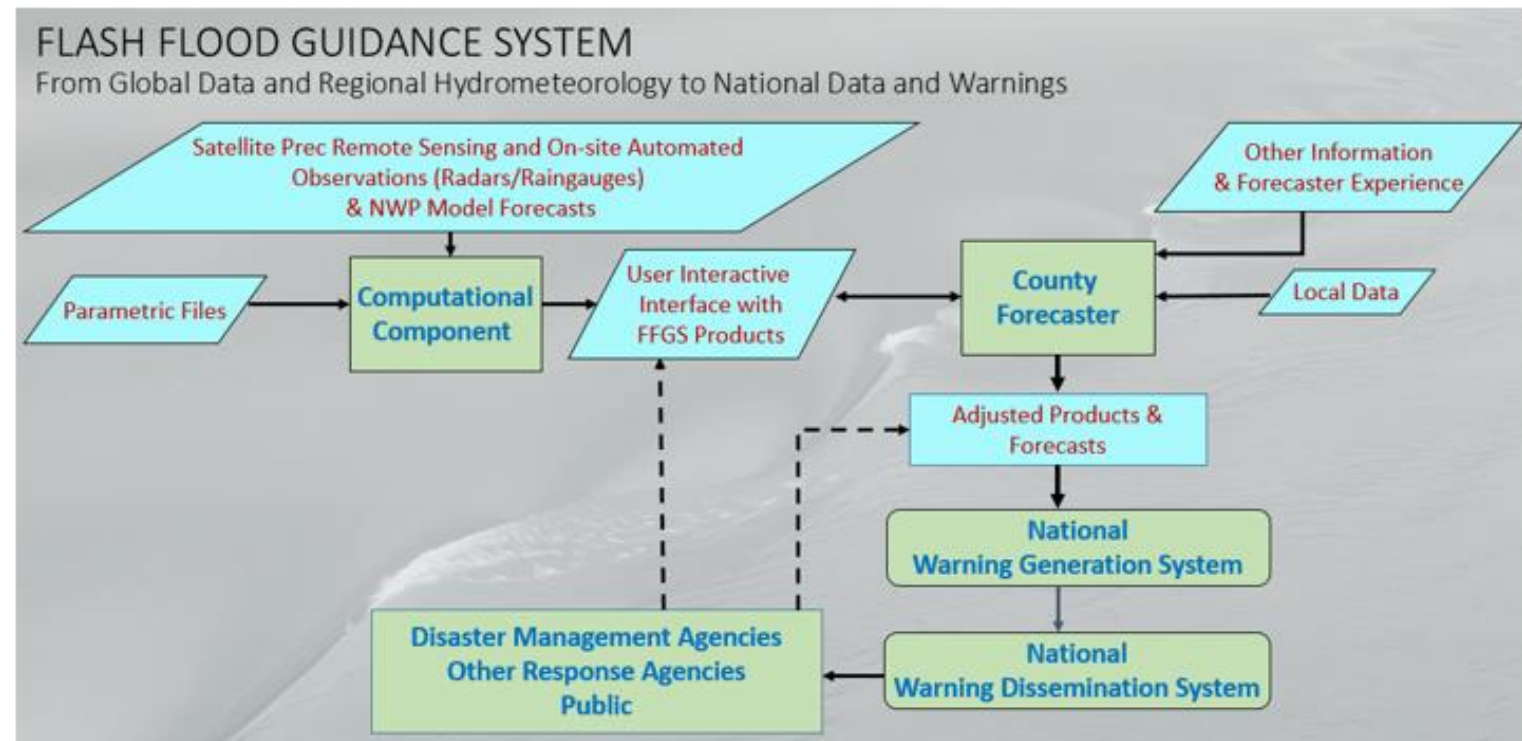 FLASH FLOOD GUIDANCE SYSTEM
From Global Data and Regional Hydrometeorology to National Data and Warnings
Satellite Prec Remote Sensing and On-site Automated
Observations (Radars/Raingauges)
& NWP Model Forecasts
Other Information
& Forecaster Experience
Parametric Files
Computational
Component
User Interactive
Interface with
FFGS Products
County
Forecaster
Local Data
Adjusted Products &
Forecasts
National
Warning Generation System
Disaster Management Agencies
Other Response Agencies
Public
National
Warning Dissemination System